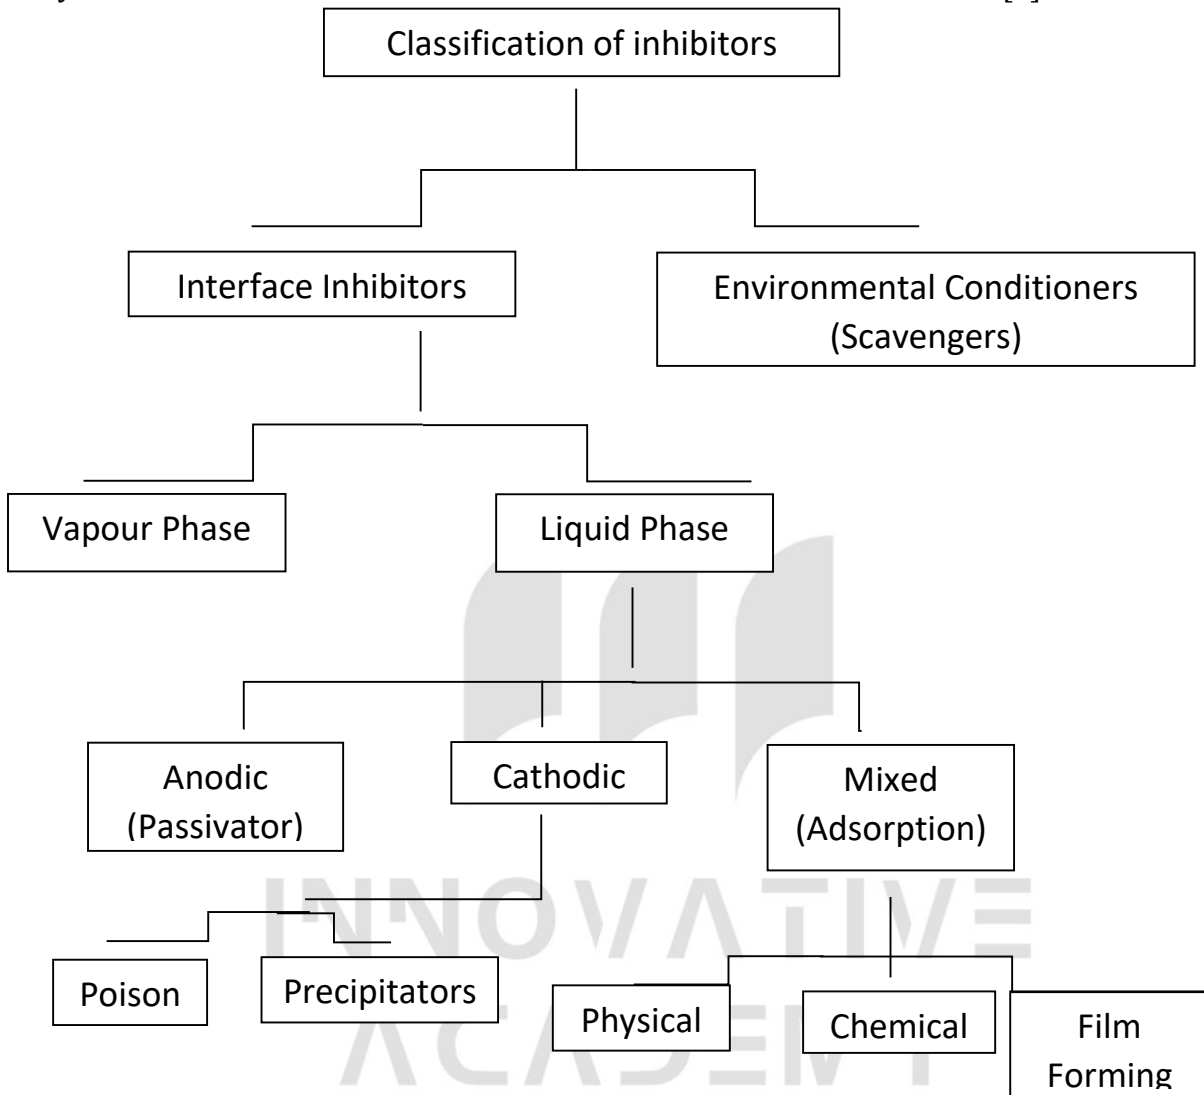 Classification of inhibitors
Interface Inhibitors
Environmental Conditioners
(Scavengers)
Vapour Phase
Liquid Phase
Anodic
(Passivator)
Cathodic
Mixed
(Adsorption)
Poison
Precipitators
Physical
Chemical
Film
Forming
INNOVATIVE
ACADEMY